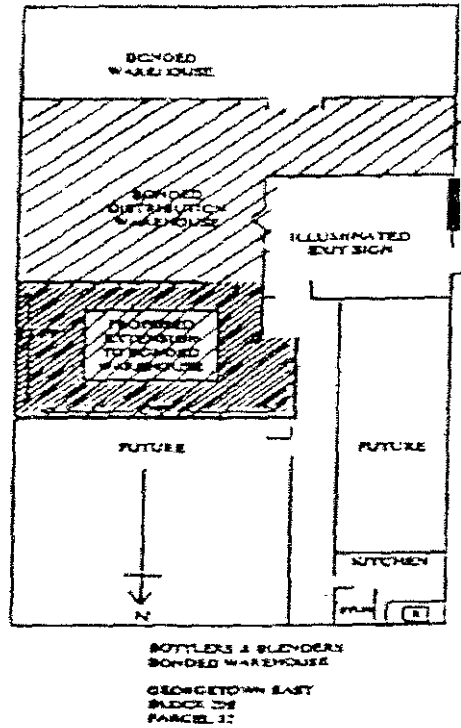 BONDED
WAREHOUSE
BONDED
DISTRIBUTION
WAREHOUSE
ILLUMINATED
EXIT SIGN
PROPOSED
EXTENSION
TO BONDED
WAREHOUSE
FUTURE
FUTURE
KITCHEN
N
BOTTLERS & BLENDERS
BONDED WAREHOUSE
GEORGETOWN EAST
BLOCK
PARCEL